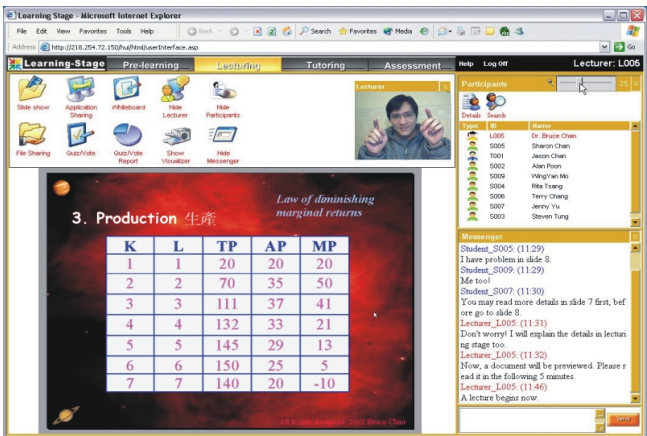 Learning Stage - Microsoft Internet Explorer
File Edit View Favorites Tools Help
Back Search Favorites Media
Address http://218.254.72.150/hui/html/userInterface.asp Go
Learning-Stage Pre-learning Lecturing Tutoring Assessment Help Log Off Lecturer: L005
Slide show
Application Sharing
Whiteboard
Hide Lecturer
Hide Participants
File Sharing
Quiz/Vote
Quiz/Vote Report
Show Visualizer
Hide Messenger
Lecturer
Participants 25
Details Search
Type ID Name
L005 Dr. Bruce Chan
S005 Sharon Chan
T001 Jason Chan
S002 Alan Poon
S009 WingYan Mo
S004 Rita Tsang
S006 Terry Chang
S007 Jenny Vu
S003 Steven Tung
Law of diminishing
marginal returns
3. Production 生產
K L TP AP MP
1 1 20 20 20
2 2 70 35 50
3 3 111 37 41
4 4 132 33 21
5 5 145 29 13
6 6 150 25 5
7 7 140 20 -10
All Rights Reserved. 2002 Bruce Chan
Messenger
Student_S005: (11:29)
I have problem in slide 8.
Student_S009: (11:29)
Me too!
Student_S007: (11:30)
You may read more details in slide 7 first, bef
ore go to slide 8.
Lecturer_L005: (11:31)
Don't worry! I will explain the details in lecturi
ng stage too.
Lecturer_L005: (11:32)
Now, a document will be previewed. Please r
ead it in the following 5 minutes.
Lecturer_L005: (11:46)
A lecture begins now.
Send